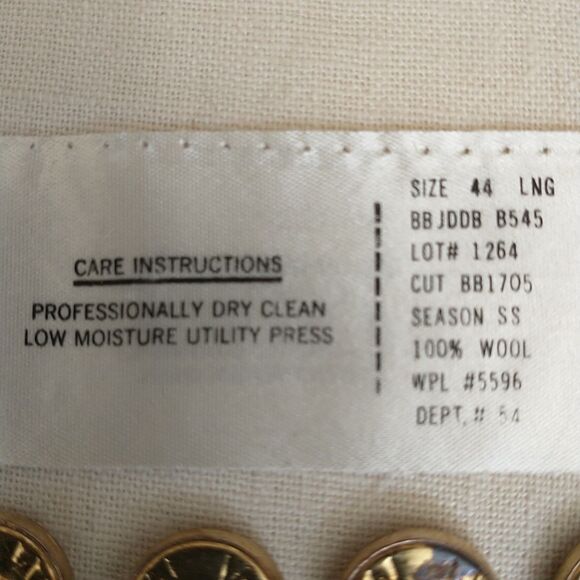 CARE INSTRUCTIONS
PROFESSIONALLY DRY CLEAN
LOW MOISTURE UTILITY PRESS
SIZE 44 LNG
BBJDDB B545
LOT# 1264
CUT BB1705
SEASON SS
100% WOOL
WPL #5596
DEPT. # 54